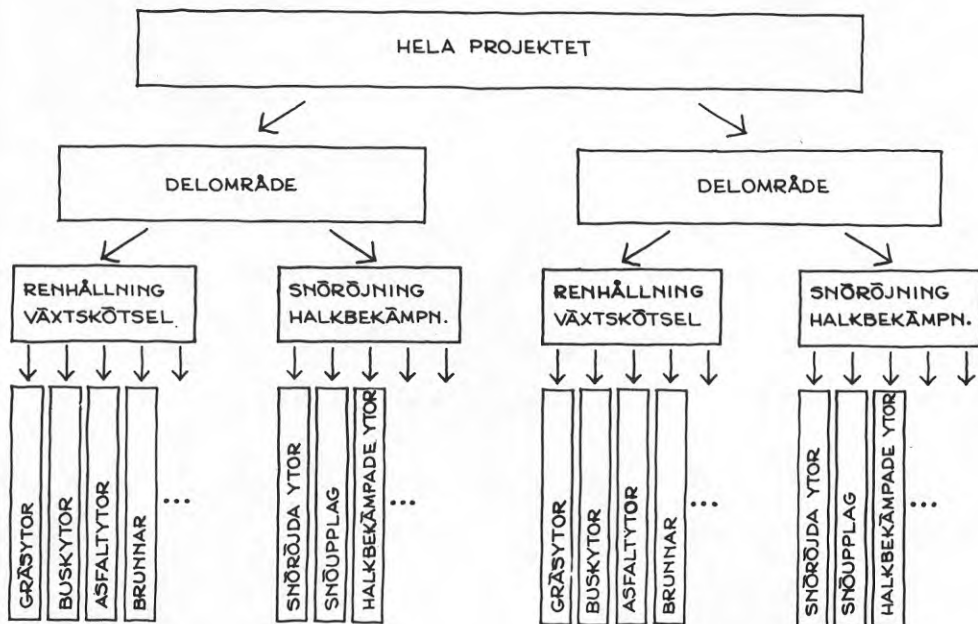 HELA PROJEKTET
DELOMRÅDE
DELOMRÅDE
RENHÅLLNING
VÄXTSKÖTSEL
SNÖRÖJNING
HALKBEKÄMPN.
RENHÅLLNING
VÄXTSKÖTSEL
SNÖRÖJNING
HALKBEKÄMPN.
GRÄSYTOR
BUSKYTOR
ASFALTYTOR
BRUNNAR
...
SNÖRÖJDA YTOR
SNÖUPPLAG
HALKBEKÄMPADE YTOR
...
GRÄSYTOR
BUSKYTOR
ASFALTYTOR
BRUNNAR
...
SNÖRÖJDA YTOR
SNÖUPPLAG
HALKBEKÄMPADE YTOR
...